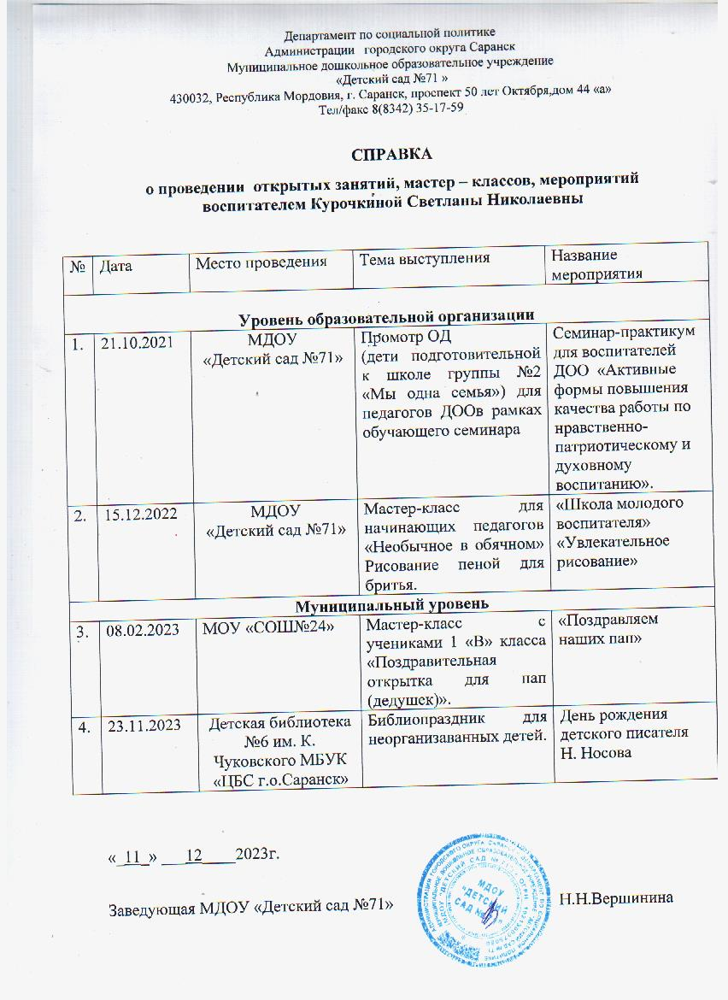 Департамент по социальной политике
Администрации городского округа Саранск
Муниципальное дошкольное образовательное учреждение
«Детский сад №71 »
430032, Республика Мордовия, г. Саранск, проспект 50 лет Октября,дом 44 «а»
Тел/факс 8(8342) 35-17-59
СПРАВКА
о проведении открытых занятий, мастер – классов, мероприятий
воспитателем Курочкиной Светланы Николаевны
№ Дата Место проведения Тема выступления Название
мероприятия
Уровень образовательной организации
1. 21.10.2021
МДОУ
«Детский сад №71»
Промотр ОД
(дети подготовительной
к школе группы №2
«Мы одна семья») для
педагогов ДООв рамках
обучающего семинара
Семинар-практикум
для воспитателей
ДОО «Активные
формы повышения
качества работы по
нравственно-
патриотическому и
духовному
воспитанию».
2. 15.12.2022
МДОУ
«Детский сад №71»
Мастер-класс для
начинающих педагогов
«Необычное в обячном»
Рисование пеной для
бритья.
«Школа молодого
воспитателя»
«Увлекательное
рисование»
Муниципальный уровень
3. 08.02.2023
МОУ «СОШ№24»
Мастер-класс с
учениками 1 «В» класса
«Поздравительная
открытка для пап
(дедушек)».
«Поздравляем
наших пап»
4. 23.11.2023
Детская библиотека
№6 им. К.
Чуковского МБУК
«ЦБС г.о.Саранск»
Библиопраздник для
неорганизаванных детей.
День рождения
детского писателя
Н. Носова
«_11_» ___12____2023г.
Заведующая МДОУ «Детский сад №71» Н.Н.Вершинина
МДОУ
"ДЕТСКИЙ
САД